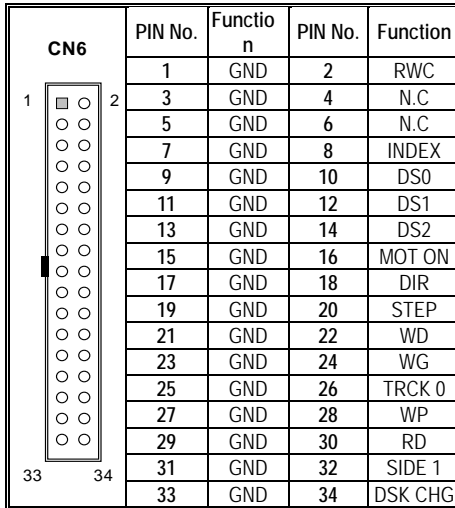 CN6
1 2
33 34
PIN No. Functio n PIN No. Function
1 GND 2 RWC
3 GND 4 N.C
5 GND 6 N.C
7 GND 8 INDEX
9 GND 10 DS0
11 GND 12 DS1
13 GND 14 DS2
15 GND 16 MOT ON
17 GND 18 DIR
19 GND 20 STEP
21 GND 22 WD
23 GND 24 WG
25 GND 26 TRCK 0
27 GND 28 WP
29 GND 30 RD
31 GND 32 SIDE 1
33 GND 34 DSK CHG